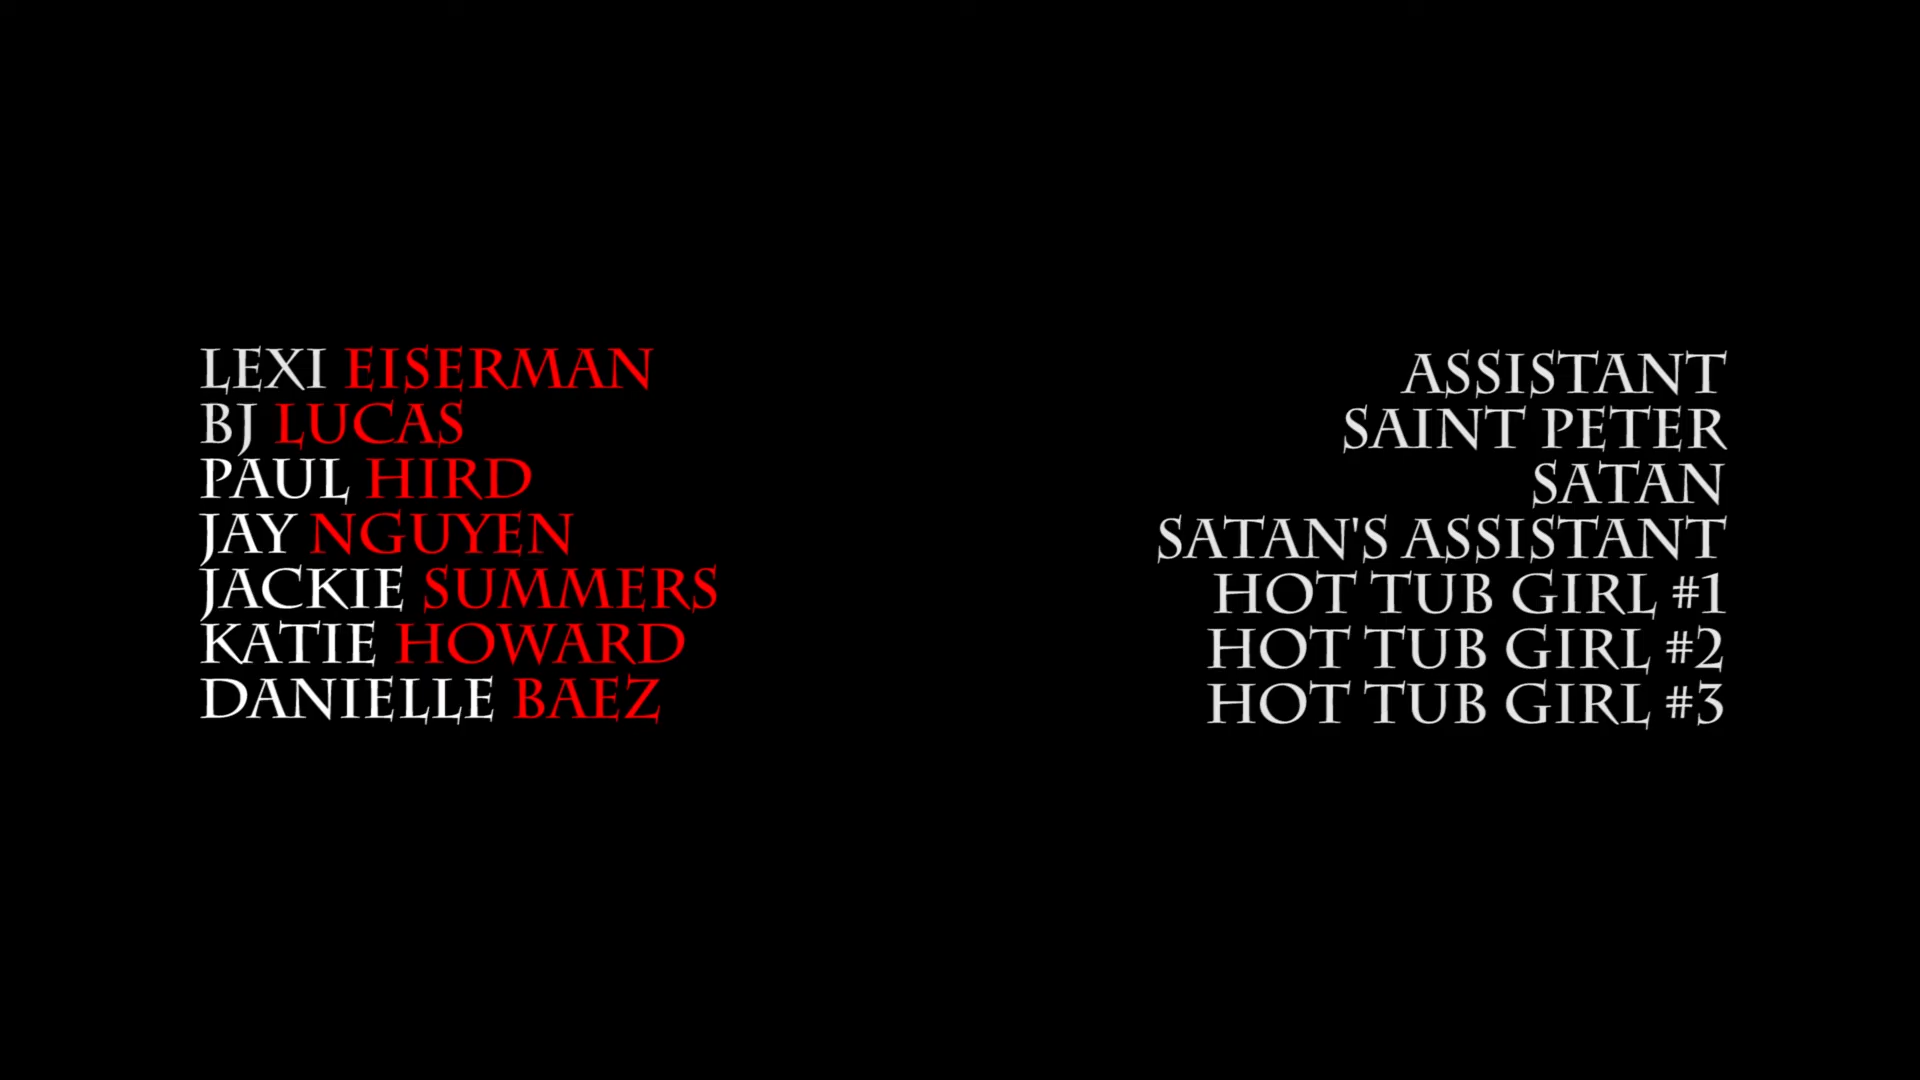 LEXI EISERMAN ASSISTANT
BJ LUCAS SAINT PETER
PAUL HIRD SATAN
JAY NGUYEN SATAN'S ASSISTANT
JACKIE SUMMERS HOT TUB GIRL #1
KATIE HOWARD HOT TUB GIRL #2
DANIELLE BAEZ HOT TUB GIRL #3